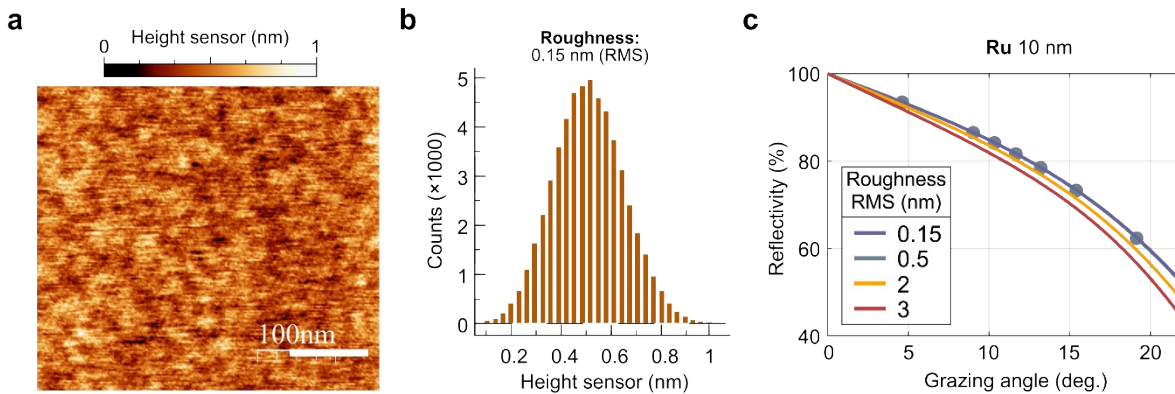 a
Height sensor (nm)
0 1
100nm
b
Roughness:
0.15 nm (RMS)
Counts (×1000)
5
4
3
2
1
0
0.2 0.4 0.6 0.8 1
Height sensor (nm)
c
Ru 10 nm
Reflectivity (%)
100
80
60
40
Roughness
RMS (nm)
0.15
0.5
2
3
0 5 10 15 20
Grazing angle (deg.)